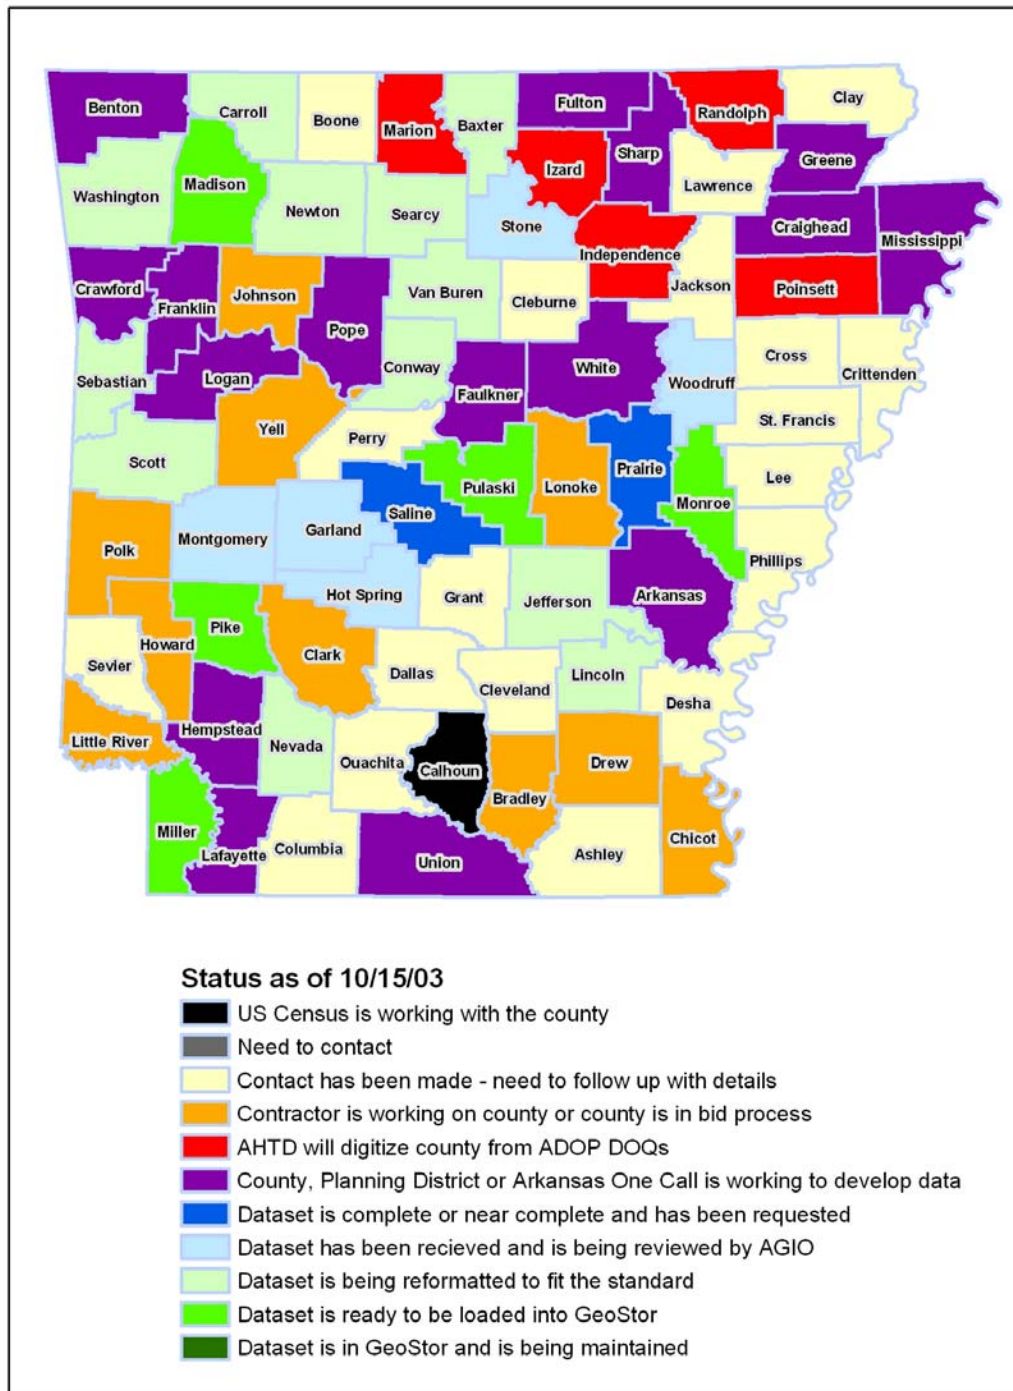 Benton
Carroll
Boone
Marion
Baxter
Fulton
Sharp
Randolph
Clay
Greene
Washington
Madison
Newton
Searcy
Stone
Izard
Lawrence
Independence
Craighead
Mississippi
Crawford
Franklin
Johnson
Pope
Van Buren
Cleburne
Jackson
Poinsett
Sebastian
Logan
Conway
Faulkner
White
Woodruff
Cross
Crittenden
Scott
Yell
Perry
St. Francis
Saline
Pulaski
Lonoke
Prairie
Monroe
Lee
Polk
Montgomery
Garland
Hot Spring
Grant
Jefferson
Arkansas
Phillips
Sevier
Howard
Pike
Clark
Dallas
Cleveland
Lincoln
Desha
Little River
Hempstead
Nevada
Ouachita
Calhoun
Bradley
Drew
Chicot
Miller
Lafayette
Columbia
Union
Ashley
Status as of 10/15/03
US Census is working with the county
Need to contact
Contact has been made - need to follow up with details
Contractor is working on county or county is in bid process
AHTD will digitize county from ADOP DOQs
County, Planning District or Arkansas One Call is working to develop data
Dataset is complete or near complete and has been requested
Dataset has been recieved and is being reviewed by AGIO
Dataset is being reformatted to fit the standard
Dataset is ready to be loaded into GeoStor
Dataset is in GeoStor and is being maintained